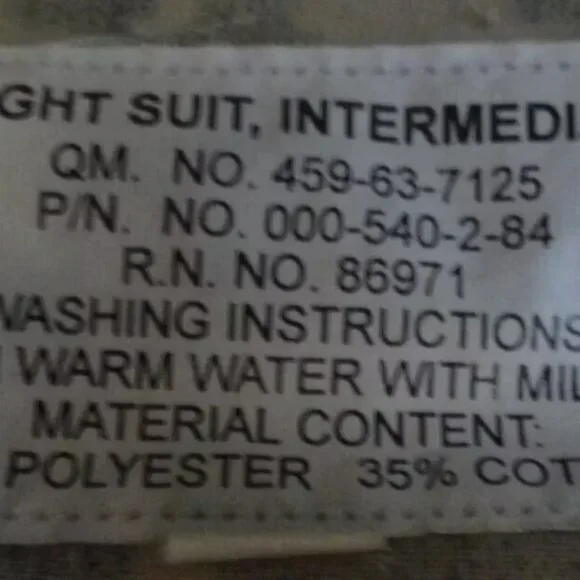 GHT SUIT, INTERMEDI
QM. NO. 459-63-7125
P/N. NO. 000-540-2-84
R.N. NO. 86971
WASHING INSTRUCTIONS
WARM WATER WITH MIL
MATERIAL CONTENT:
POLYESTER 35% COT